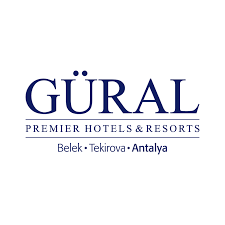 GÜRAL
PREMIER HOTELS & RESORTS
Belek • Tekirova • Antalya